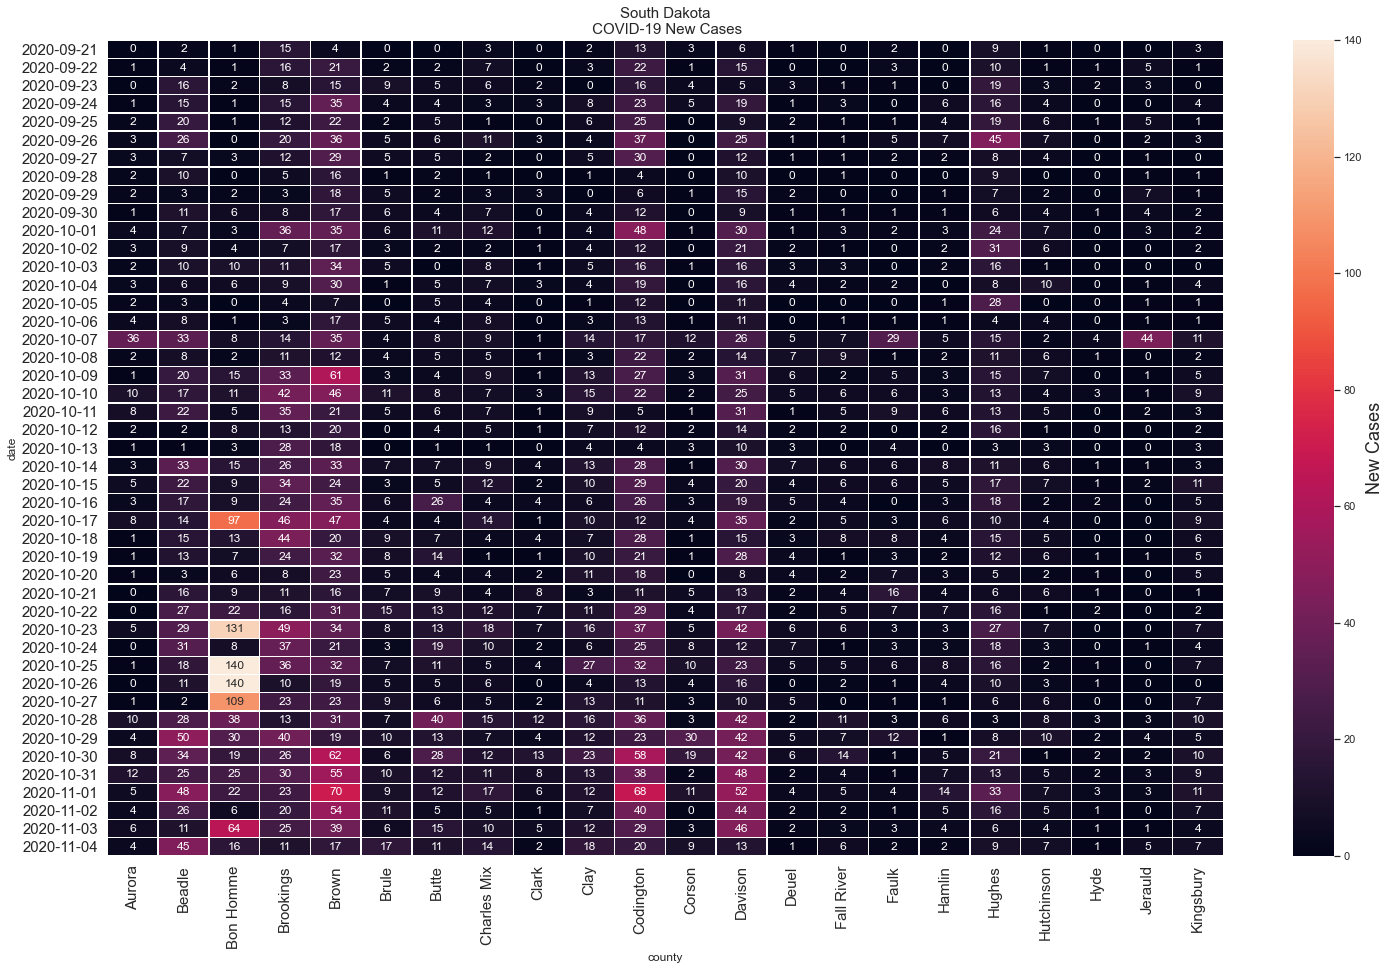 South Dakota
COVID-19 New Cases
2020-09-21 0 2 1 15 4 0 0 3 0 2 13 3 6 1 0 2 0 9 1 0 0 3
2020-09-22 1 4 1 16 21 2 2 7 0 3 22 1 15 0 0 3 0 10 1 1 5 1
2020-09-23 0 16 2 8 15 9 5 6 2 0 16 4 5 3 1 1 0 19 3 2 3 0
2020-09-24 1 15 1 15 35 4 4 3 3 8 23 5 19 1 3 0 6 16 4 0 0 4
2020-09-25 2 20 1 12 22 2 5 1 0 6 25 0 9 2 1 1 4 19 6 1 5 1
2020-09-26 3 26 0 20 36 5 6 11 3 4 37 0 25 1 1 5 7 45 7 0 2 3
2020-09-27 3 7 3 12 29 5 5 2 0 5 30 0 12 1 1 2 2 8 4 0 1 0
2020-09-28 2 10 0 5 16 1 2 1 0 1 4 0 10 0 1 0 0 9 0 0 1 1
2020-09-29 2 3 2 3 18 5 2 3 3 0 6 1 15 2 0 0 1 7 2 0 7 1
2020-09-30 1 11 6 8 17 6 4 7 0 4 12 0 9 1 1 1 1 6 4 1 4 2
2020-10-01 4 7 3 36 35 6 11 12 1 4 48 1 30 1 3 2 3 24 7 0 3 2
2020-10-02 3 9 4 7 17 3 2 2 1 4 12 0 21 2 1 0 2 31 6 0 0 2
2020-10-03 2 10 10 11 34 5 0 8 1 5 16 1 16 3 3 0 2 16 1 0 0 0
2020-10-04 3 6 6 9 30 1 5 7 3 4 19 0 16 4 2 2 0 8 10 0 1 4
2020-10-05 2 3 0 4 7 0 5 4 0 1 12 0 11 0 0 0 1 28 0 0 1 1
2020-10-06 4 8 1 3 17 5 4 8 0 3 13 1 11 0 1 1 1 4 4 0 1 1
2020-10-07 36 33 8 14 35 4 8 9 1 14 17 12 26 5 7 29 5 15 2 4 44 11
2020-10-08 2 8 2 11 12 4 5 5 1 3 22 2 14 7 9 1 2 11 6 1 0 2
2020-10-09 1 20 15 33 61 3 4 9 1 13 27 3 31 6 2 5 3 15 7 0 1 5
2020-10-10 10 17 11 42 46 11 8 7 3 15 22 2 25 5 6 6 3 13 4 3 1 9
2020-10-11 8 22 5 35 21 5 6 7 1 9 5 1 31 1 5 9 6 13 5 0 2 3
2020-10-12 2 2 8 13 20 0 4 5 1 7 12 2 14 2 2 0 2 16 1 0 0 2
2020-10-13 1 1 3 28 18 0 1 1 0 4 4 3 10 3 0 4 0 3 3 0 0 3
2020-10-14 3 33 15 26 33 7 7 9 4 13 28 1 30 7 6 6 8 11 6 1 1 3
2020-10-15 5 22 9 34 24 3 5 12 2 10 29 4 20 4 6 6 5 17 7 1 2 11
2020-10-16 3 17 9 24 35 6 26 4 4 6 26 3 19 5 4 0 3 18 2 2 0 5
2020-10-17 8 14 97 46 47 4 4 14 1 10 12 4 35 2 5 3 6 10 4 0 0 9
2020-10-18 1 15 13 44 20 9 7 4 4 7 28 1 15 3 8 8 4 15 5 0 0 6
2020-10-19 1 13 7 24 32 8 14 1 1 10 21 1 28 4 1 3 2 12 6 1 1 5
2020-10-20 1 3 6 8 23 5 4 4 2 11 18 0 8 4 2 7 3 5 2 1 0 5
2020-10-21 0 16 9 11 16 7 9 4 8 3 11 5 13 2 4 16 4 6 6 1 0 1
2020-10-22 0 27 22 16 31 15 13 12 7 11 29 4 17 2 5 7 7 16 1 2 0 2
2020-10-23 5 29 131 49 34 8 13 18 7 16 37 5 42 6 6 3 3 27 7 0 0 7
2020-10-24 0 31 8 37 21 3 19 10 2 6 25 8 12 7 1 3 3 18 3 0 1 4
2020-10-25 1 18 140 36 32 7 11 5 4 27 32 10 23 5 5 6 8 16 2 1 0 7
2020-10-26 0 11 140 10 19 5 5 6 0 4 13 4 16 0 2 1 4 10 3 1 0 0
2020-10-27 1 2 109 23 23 9 6 5 2 13 11 3 10 5 0 1 1 6 6 0 0 7
2020-10-28 10 28 38 13 31 7 40 15 12 16 36 3 42 2 11 3 6 3 8 3 3 10
2020-10-29 4 50 30 40 19 10 13 7 4 12 23 30 42 5 7 12 1 8 10 2 4 5
2020-10-30 8 34 19 26 62 6 28 12 13 23 58 19 42 6 14 1 5 21 0 2 2 10
2020-10-31 12 25 25 30 55 10 12 11 8 13 38 2 48 2 4 1 7 13 5 2 3 9
2020-11-01 5 48 22 23 70 9 12 17 6 12 68 11 52 4 5 4 14 33 7 3 3 11
2020-11-02 4 26 6 20 54 11 5 5 1 7 40 0 44 2 2 1 3 16 5 1 0 7
2020-11-03 6 11 64 25 39 6 15 10 5 12 29 3 46 2 3 3 4 6 4 1 1 4
2020-11-04 4 45 16 11 17 17 11 14 2 18 20 9 13 1 6 2 2 9 7 1 5 7
date
Aurora Beadle Bon Homme Brookings Brown Brule Butte Charles Mix Clark Clay Codington Corson Davison Deuel Fall River Faulk Hamlin Hughes Hutchinson Hyde Jerauld Kingsbury
county
140
120
100
80
60
40
20
0
New Cases